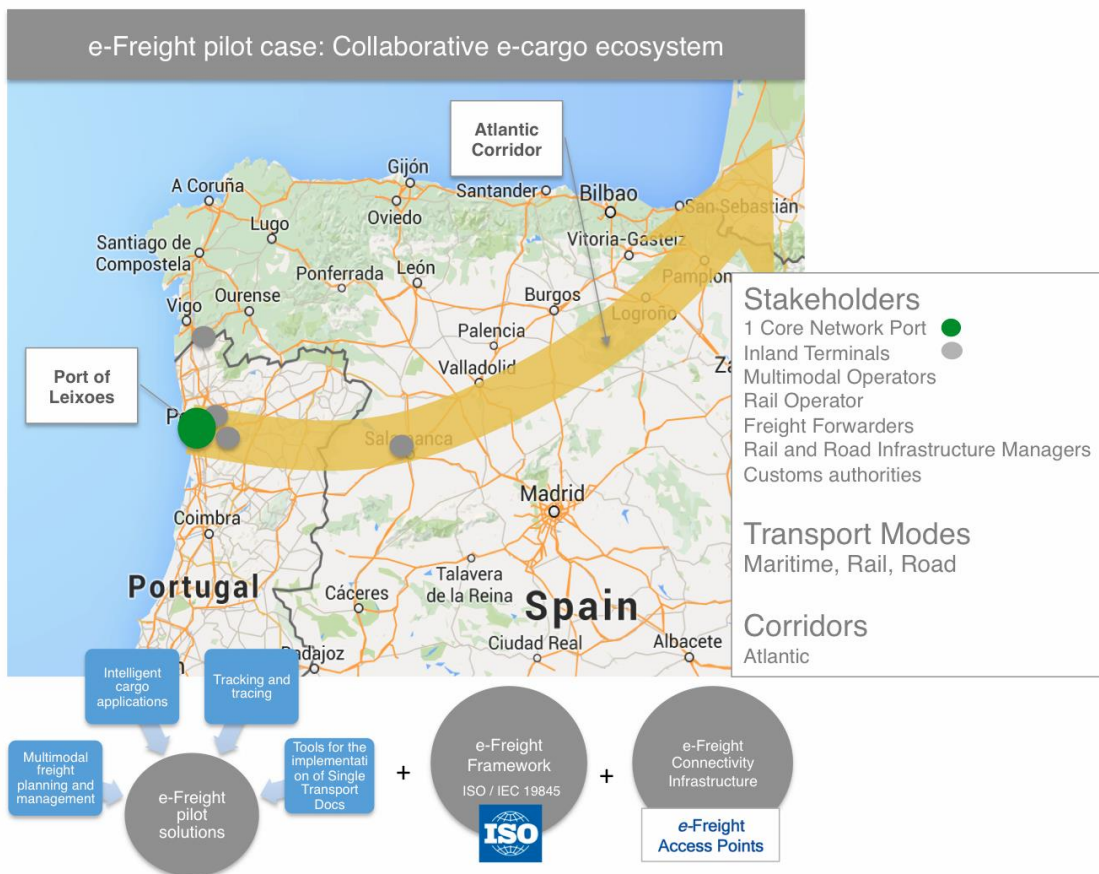 e-Freight pilot case: Collaborative e-cargo ecosystem
Atlantic
Corridor
Gijón
A Coruña
Santander
Bilbao
San Sebastián
Oviedo
Lugo
Santiago de
Compostela
Vitoria-Gasteiz
León
Ponferrada
Pamplon
Ourense
Burgos
Logroño
Vigo
Palencia
Valladolid
Port of
Leixoes
Salamanca
Madrid
Coimbra
Portugal
Talavera
de la Reina
Cáceres
Spain
Ciudad Real
Albacete
Stakeholders
1 Core Network Port
Inland Terminals
Multimodal Operators
Rail Operator
Freight Forwarders
Rail and Road Infrastructure Managers
Customs authorities
Transport Modes
Maritime, Rail, Road
Corridors
Atlantic
Intelligent
cargo
applications
Tracking and
tracing
Multimodal
freight
planning and
management
Tools for the
implementati
on of Single
Transport Docs
e-Freight
pilot
solutions
+
e-Freight
Framework
ISO / IEC 19845
ISO
+
e-Freight
Connectivity
Infrastructure
e-Freight
Access Points